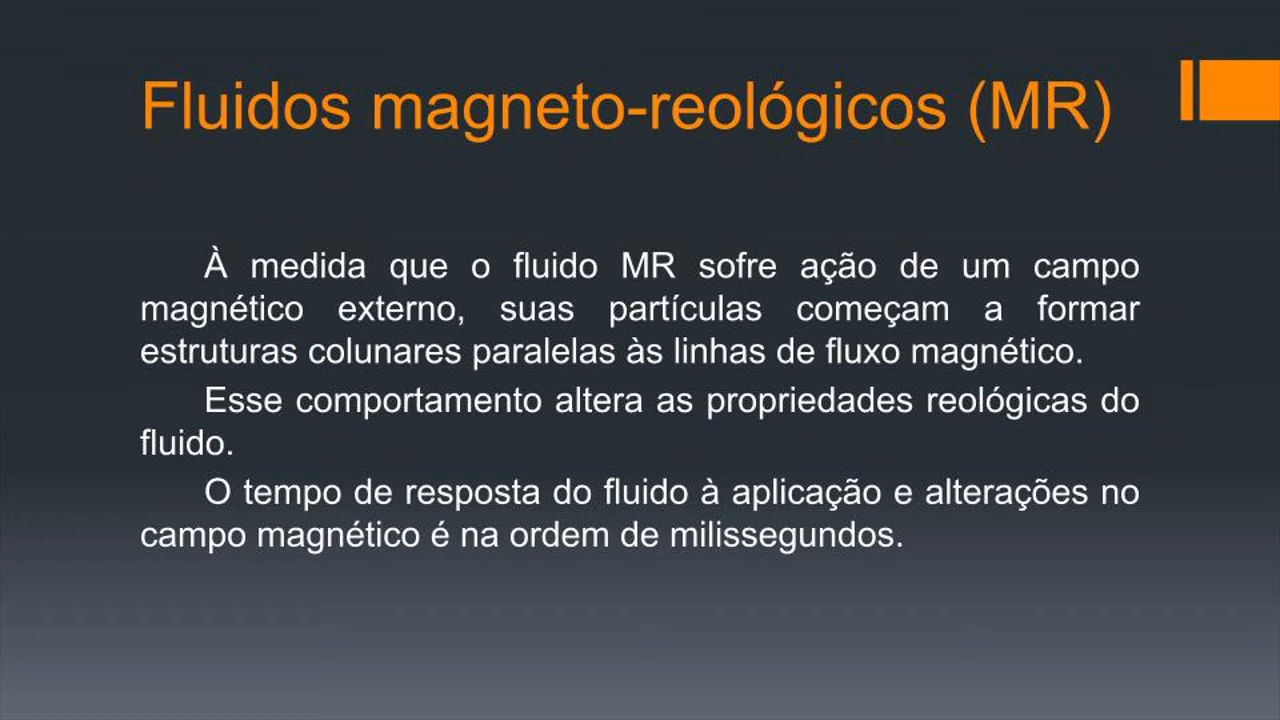 Fluidos magneto-reológicos (MR)
À medida que o fluido MR sofre ação de um campo
magnético externo, suas partículas começam a formar
estruturas colunares paralelas às linhas de fluxo magnético.
Esse comportamento altera as propriedades reológicas do
fluido.
O tempo de resposta do fluido à aplicação e alterações no
campo magnético é na ordem de milissegundos.